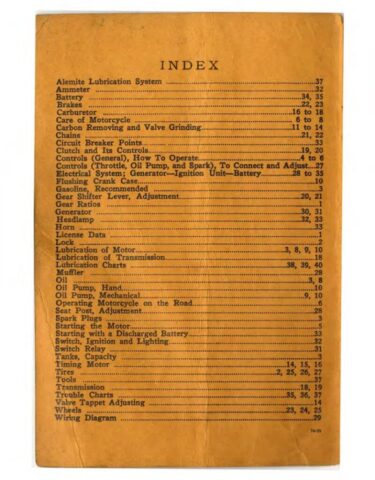 INDEX
Alemite Lubrication System 37
Ammeter 32
Battery 34, 35
Brakes 22, 23
Carburetor 16 to 18
Care of Motorcycle 6 to 8
Carbon Removing and Valve Grinding 11 to 14
Chains 21, 22
Circuit Breaker Points 33
Clutch and Its Controls 19, 20
Controls (General), How To Operate 4 to 6
Controls (Throttle, Oil Pump, and Spark), To Connect and Adjust 27
Electrical System; Generator—Ignition Unit—Battery 28 to 35
Flushing Crank Case 10
Gasoline, Recommended 3
Gear Shifter Lever, Adjustment 20, 21
Gear Ratios 1
Generator 30, 31
Headlamp 32, 33
Horn 33
License Data 1
Lock 2
Lubrication of Motor 3, 8, 9, 10
Lubrication of Transmission 18
Lubrication Charts 38, 39, 40
Muffler 28
Oil 3, 8
Oil Pump, Hand 10
Oil Pump, Mechanical 9, 10
Operating Motorcycle on the Road 6
Seat Post, Adjustment 28
Spark Plugs 3
Starting the Motor 5
Starting with a Discharged Battery 33
Switch, Ignition and Lighting 32
Switch Relay 31
Tanks, Capacity 3
Timing Motor 14, 15, 16
Tires 2, 25, 26, 27
Tools 37
Transmission 18, 19
Trouble Charts 35, 36, 37
Valve Tappet Adjusting 14
Wheels 23, 24, 25
Wiring Diagram 29